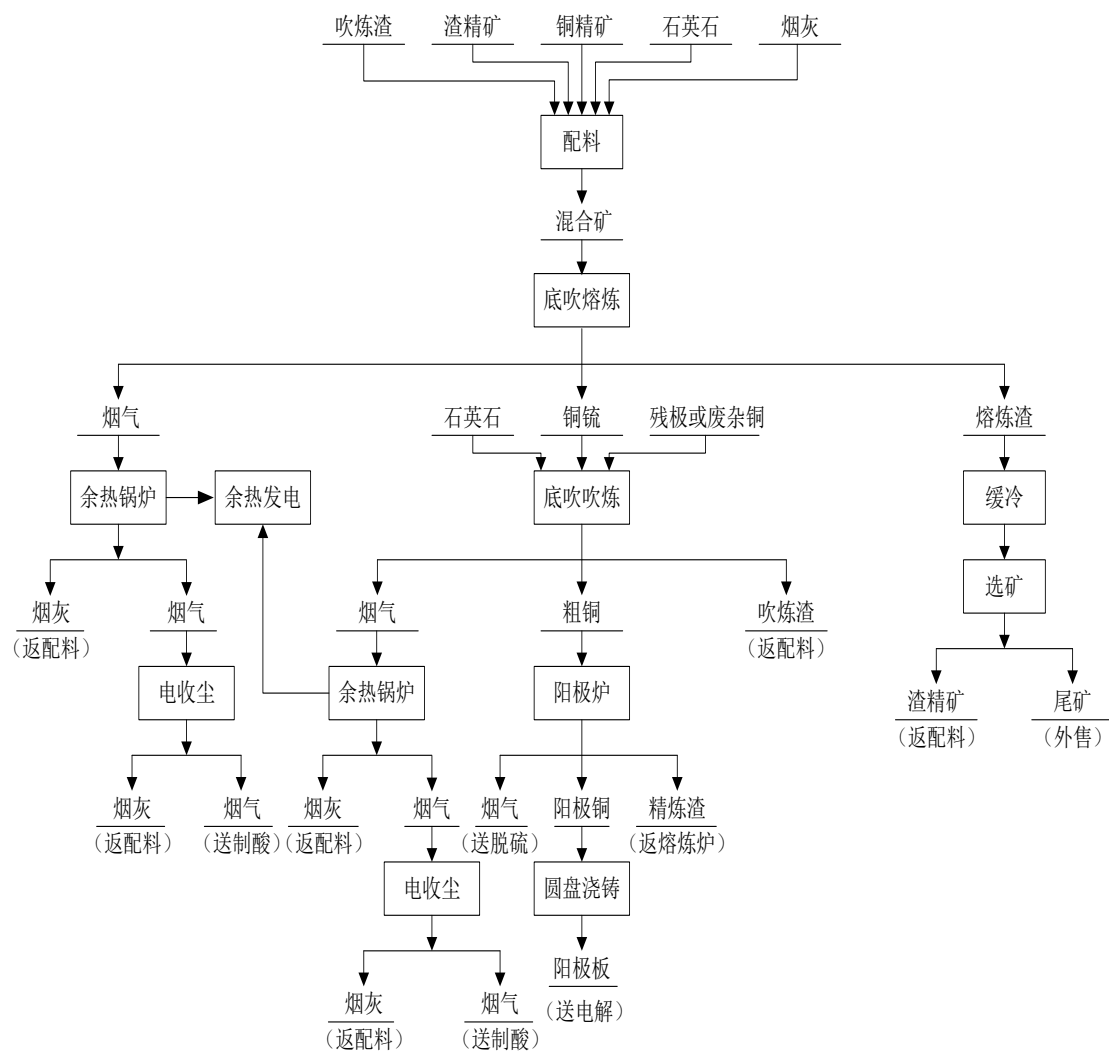 吹炼渣 渣精矿 铜精矿 石英石 烟灰
配料
混合矿
底吹熔炼
烟气 石英石 铜锍 残极或废杂铜 熔炼渣
余热锅炉 余热发电 底吹吹炼 缓冷
选矿
烟灰 烟气 烟气 粗铜 吹炼渣
（返配料） （返配料）
电收尘 余热锅炉 阳极炉 渣精矿 尾矿
（返配料） （外售）
烟灰 烟气 烟灰 烟气 烟气 阳极铜 精炼渣
（返配料） （送制酸） （返配料） （送脱硫） （返熔炼炉）
电收尘 圆盘浇铸
烟灰 烟气 阳极板
（返配料） （送制酸） （送电解）